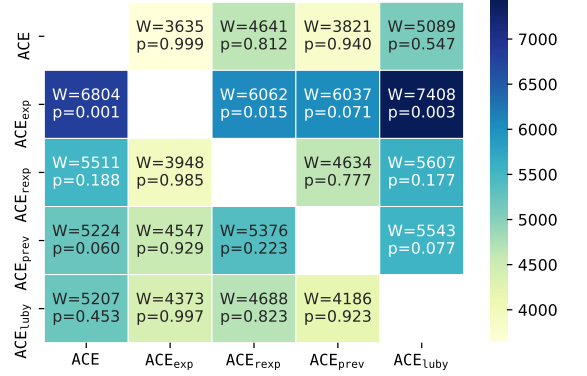 ACE
W=3635 W=4641 W=3821 W=5089
p=0.999 p=0.812 p=0.940 p=0.547
ACEexp
W=6804 W=6062 W=6037 W=7408
p=0.001 p=0.015 p=0.071 p=0.003
ACErexp
W=5511 W=3948 W=4634 W=5607
p=0.188 p=0.985 p=0.777 p=0.177
ACEprev
W=5224 W=4547 W=5376 W=5543
p=0.060 p=0.929 p=0.223 p=0.077
ACEluby
W=5207 W=4373 W=4688 W=4186
p=0.453 p=0.997 p=0.823 p=0.923
ACE ACEexp ACErexp ACEprev ACEluby
7000
6500
6000
5500
5000
4500
4000